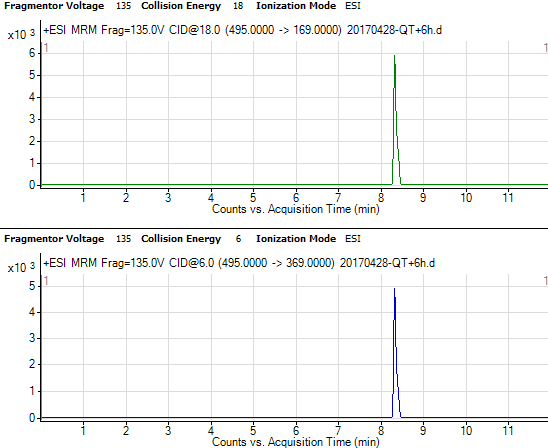 Fragmentor Voltage 135 Collision Energy 18 Ionization Mode ESI
x10 3 +ESI MRM Frag=135.0V CID@18.0 (495.0000 -> 169.0000) 20170428-QT+6h.d
1 1
6
5
4
3
2
1
0
1 2 3 4 5 6 7 8 9 10 11
Counts vs. Acquisition Time (min)
Fragmentor Voltage 135 Collision Energy 6 Ionization Mode ESI
x10 3 +ESI MRM Frag=135.0V CID@6.0 (495.0000 -> 369.0000) 20170428-QT+6h.d
1 1
5
4
3
2
1
0
1 2 3 4 5 6 7 8 9 10 11
Counts vs. Acquisition Time (min)